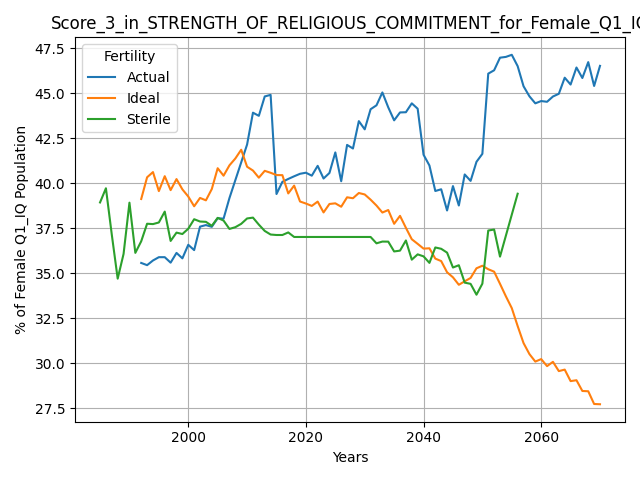 Score_3_in_STRENGTH_OF_RELIGIOUS_COMMITMENT_for_Female_Q1_IQ
Fertility
Actual
Ideal
Sterile
47.5
45.0
42.5
40.0
37.5
35.0
32.5
30.0
27.5
% of Female Q1_IQ Population
2000
2020
2040
2060
Years